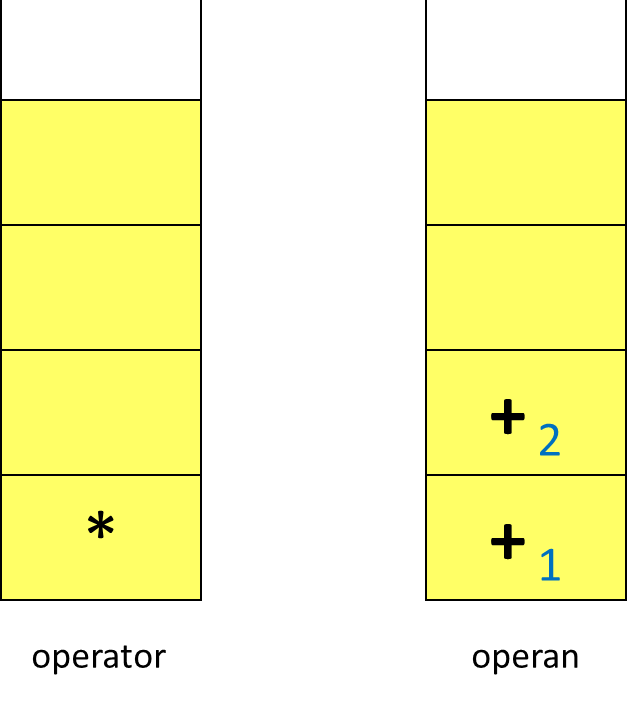 + 2
* + 1
operator operan